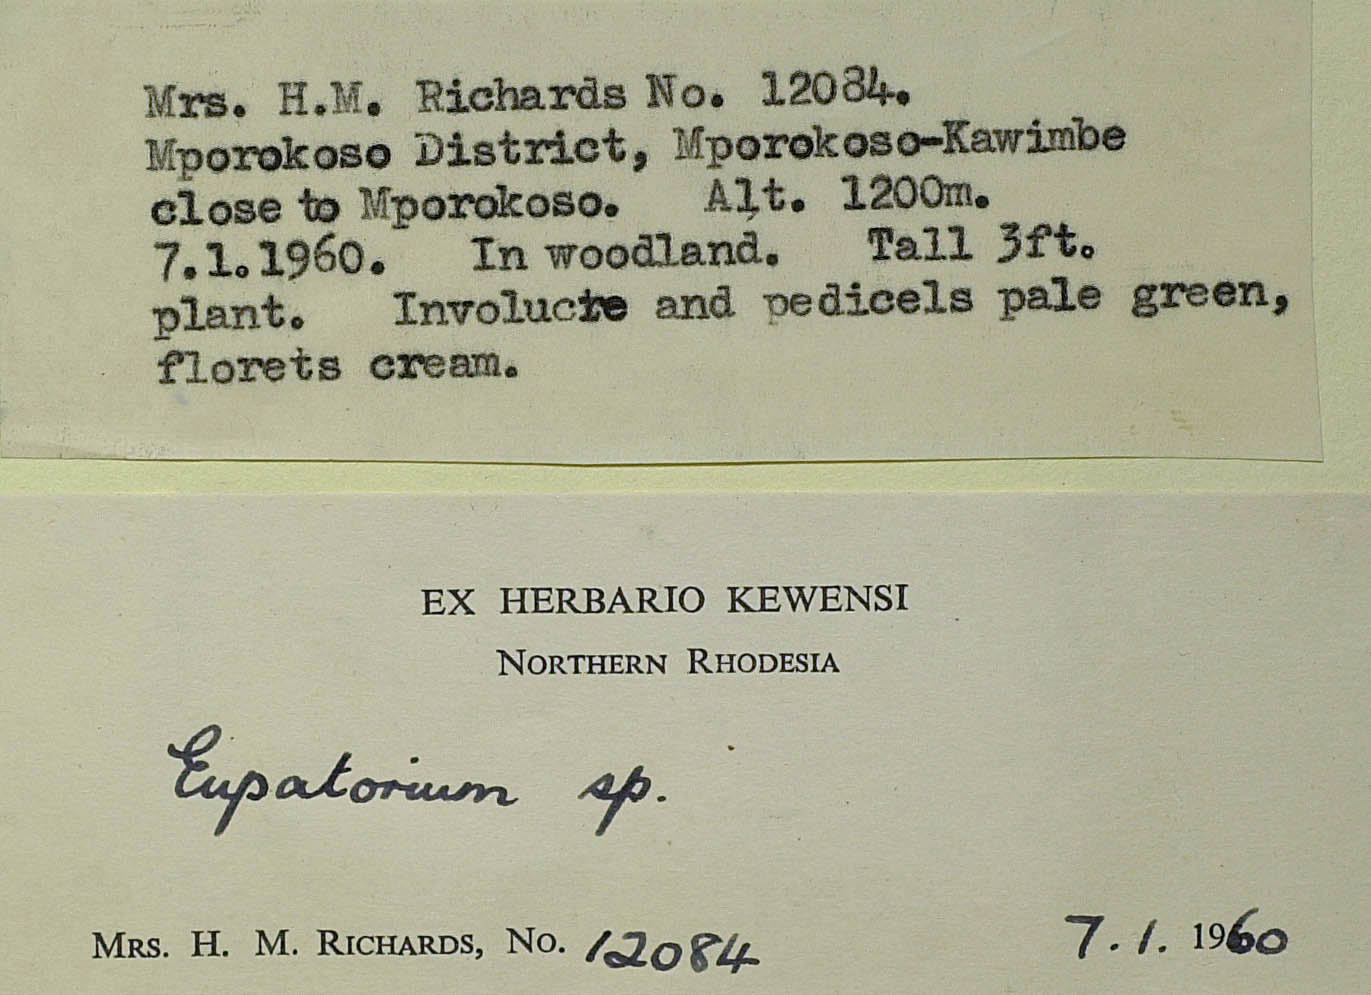 Mrs. H.M. Richards No. 12084.
Mporokoso District, Mporokoso-Kawimbe
close to Mporokoso. Alt. 1200m.
7.1.1960. In woodland. Tall 3ft.
plant. Involucre and pedicels pale green,
florets cream.
EX HERBARIO KEWENSI
NORTHERN RHODESIA
Eupatorium sp.
MRS. H. M. RICHARDS, NO. 12084 7.1.1960